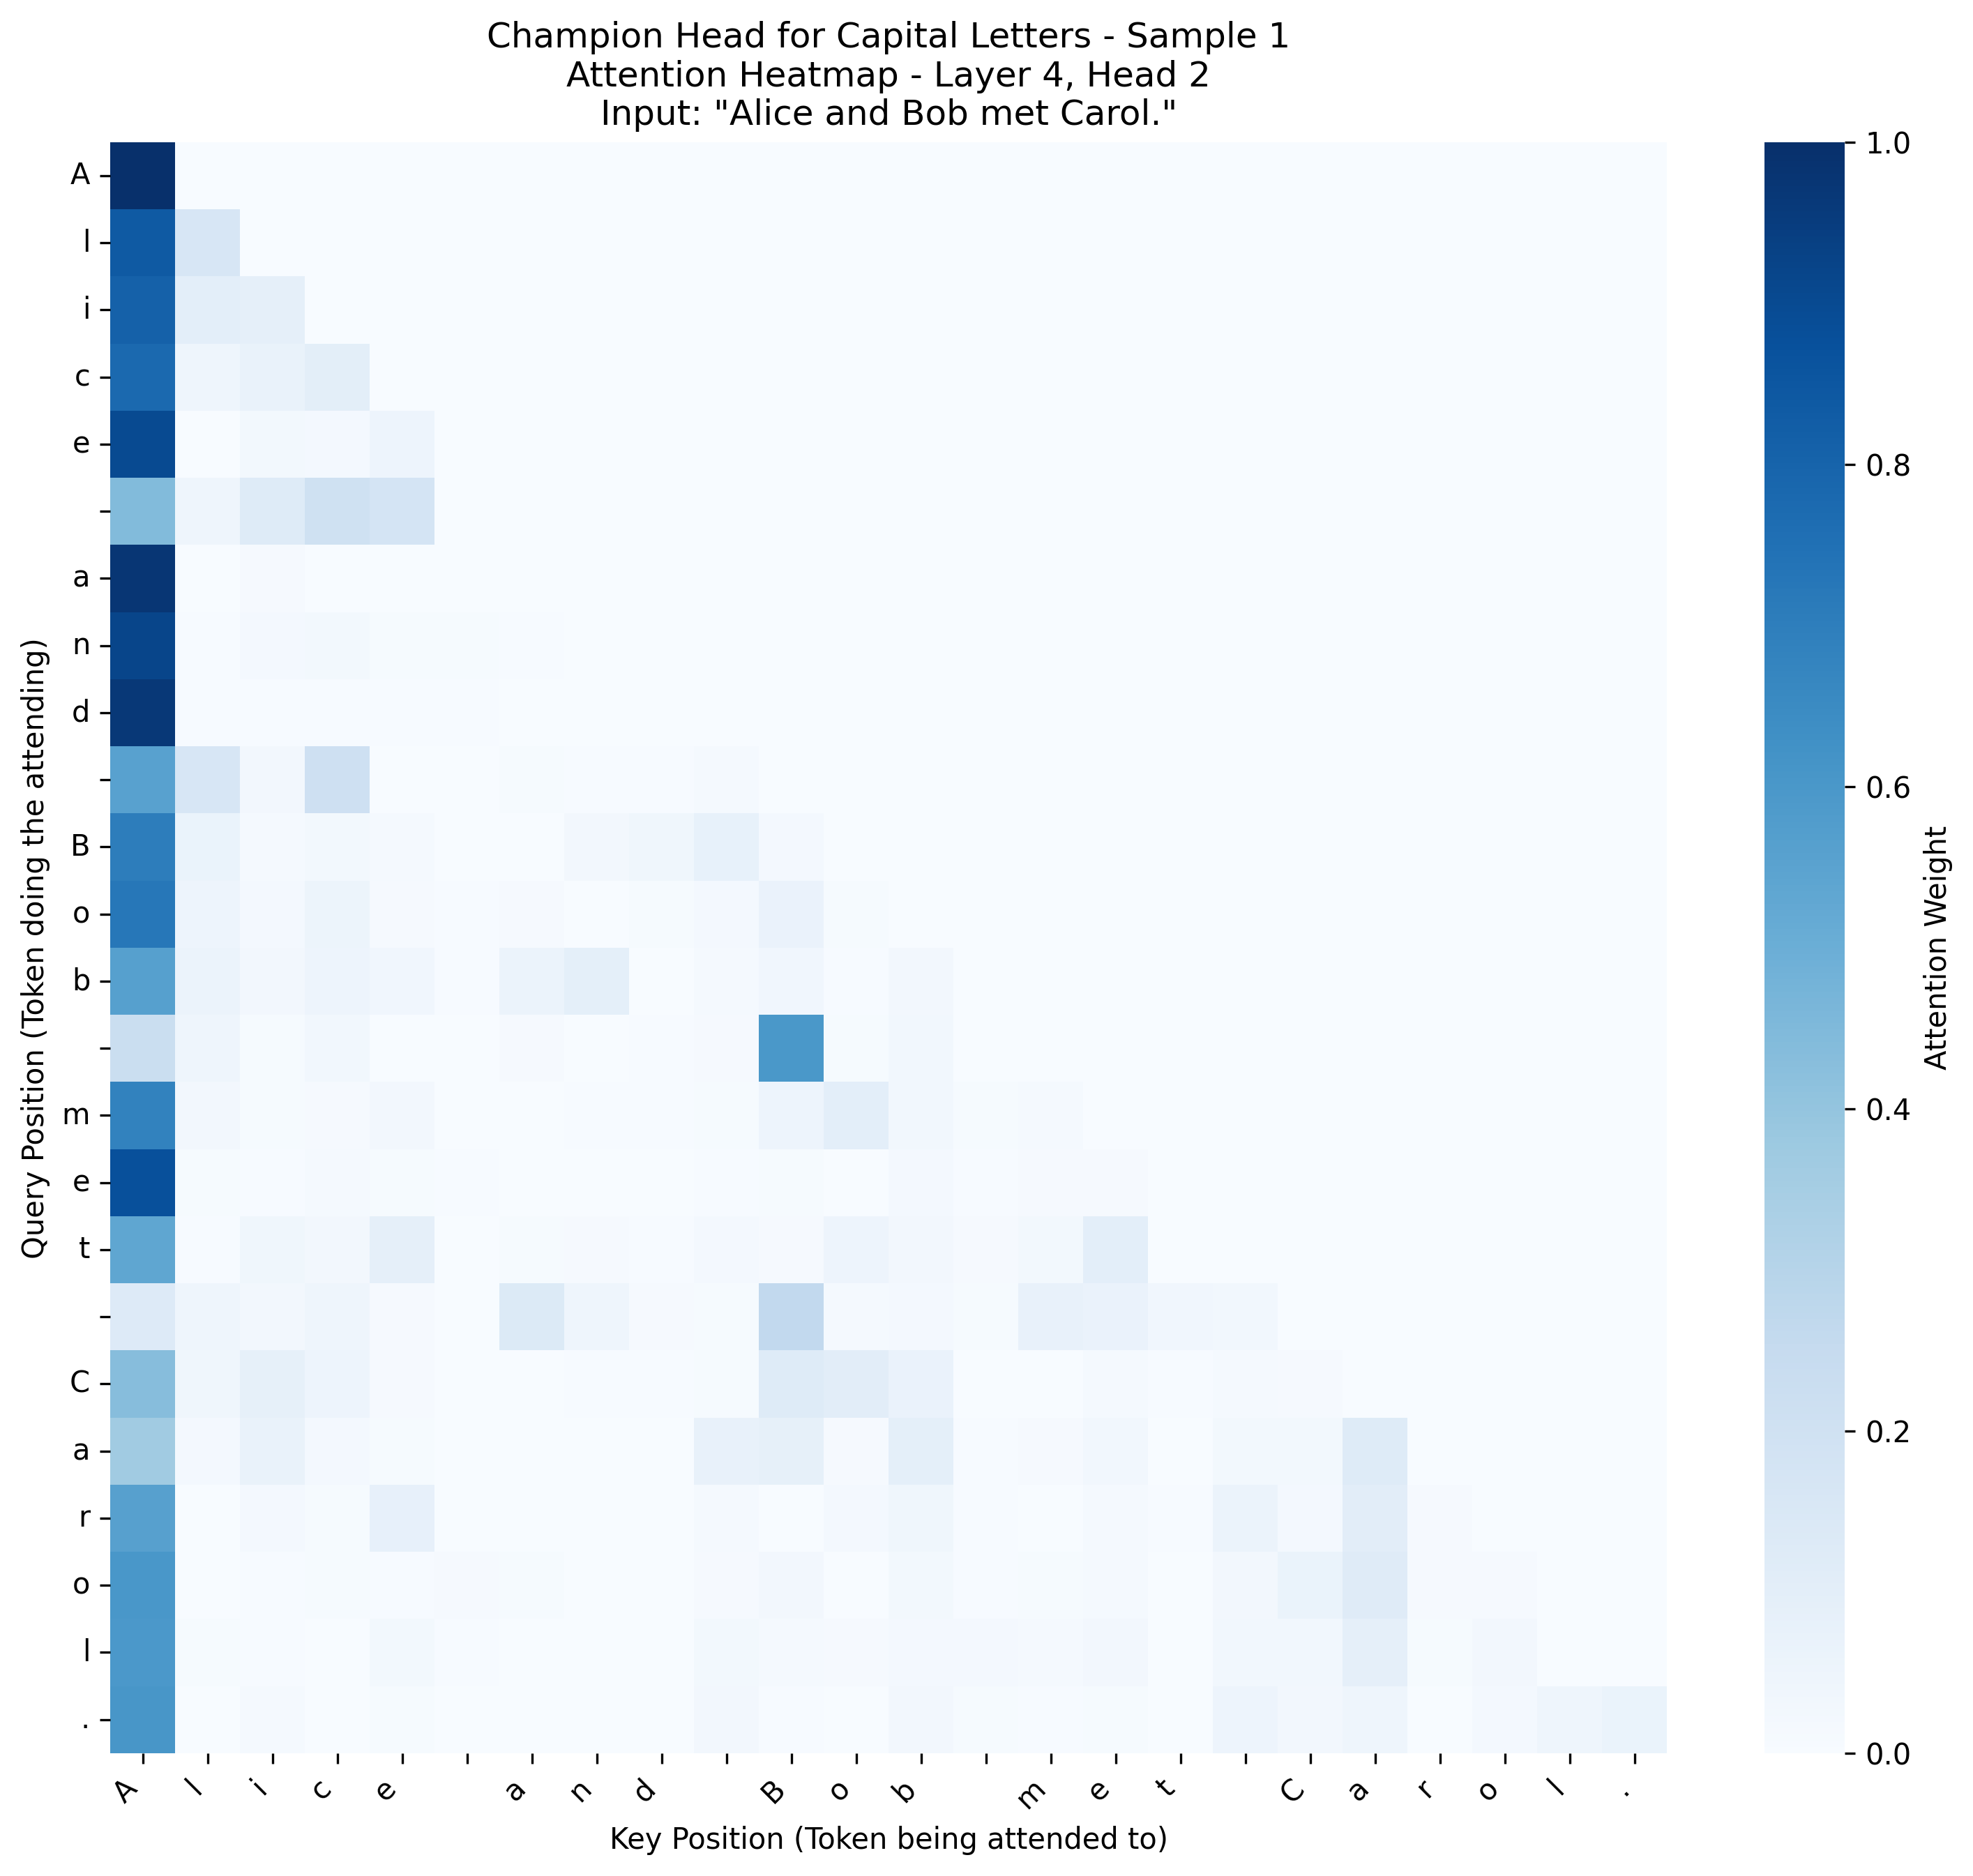 Champion Head for Capital Letters - Sample 1
Attention Heatmap - Layer 4, Head 2
Input: "Alice and Bob met Carol."
Query Position (Token doing the attending)
A
l
i
c
e
a
n
d
B
o
b
m
e
t
C
a
r
o
l
.
A l i c e a n d B o b m e t C a r o l .
Key Position (Token being attended to)
1.0
0.8
0.6
0.4
0.2
0.0
Attention Weight